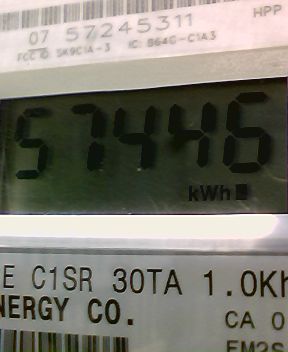 HPP
07 57245311
FCC ID SK9C1A-3 IC: 864G-C1A3
57446
kWh
E C1SR 30TA 1.0Kh
NERGY CO.
CA 0
EM2S